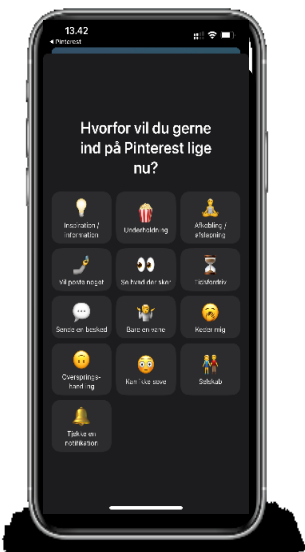 13.42
Pinterest
Hvorfor vil du gerne
ind på Pinterest lige
nu?
Inspiration /
information
Underholdning
Afkobling /
afslapning
Vil poste noget
Se hvad der sker
Tidsfordriv
Sende en besked
Bare en vane
Keder mig
Oversprings-
handling
Kan ikke sove
Selskab
Tjekke en
notifikation